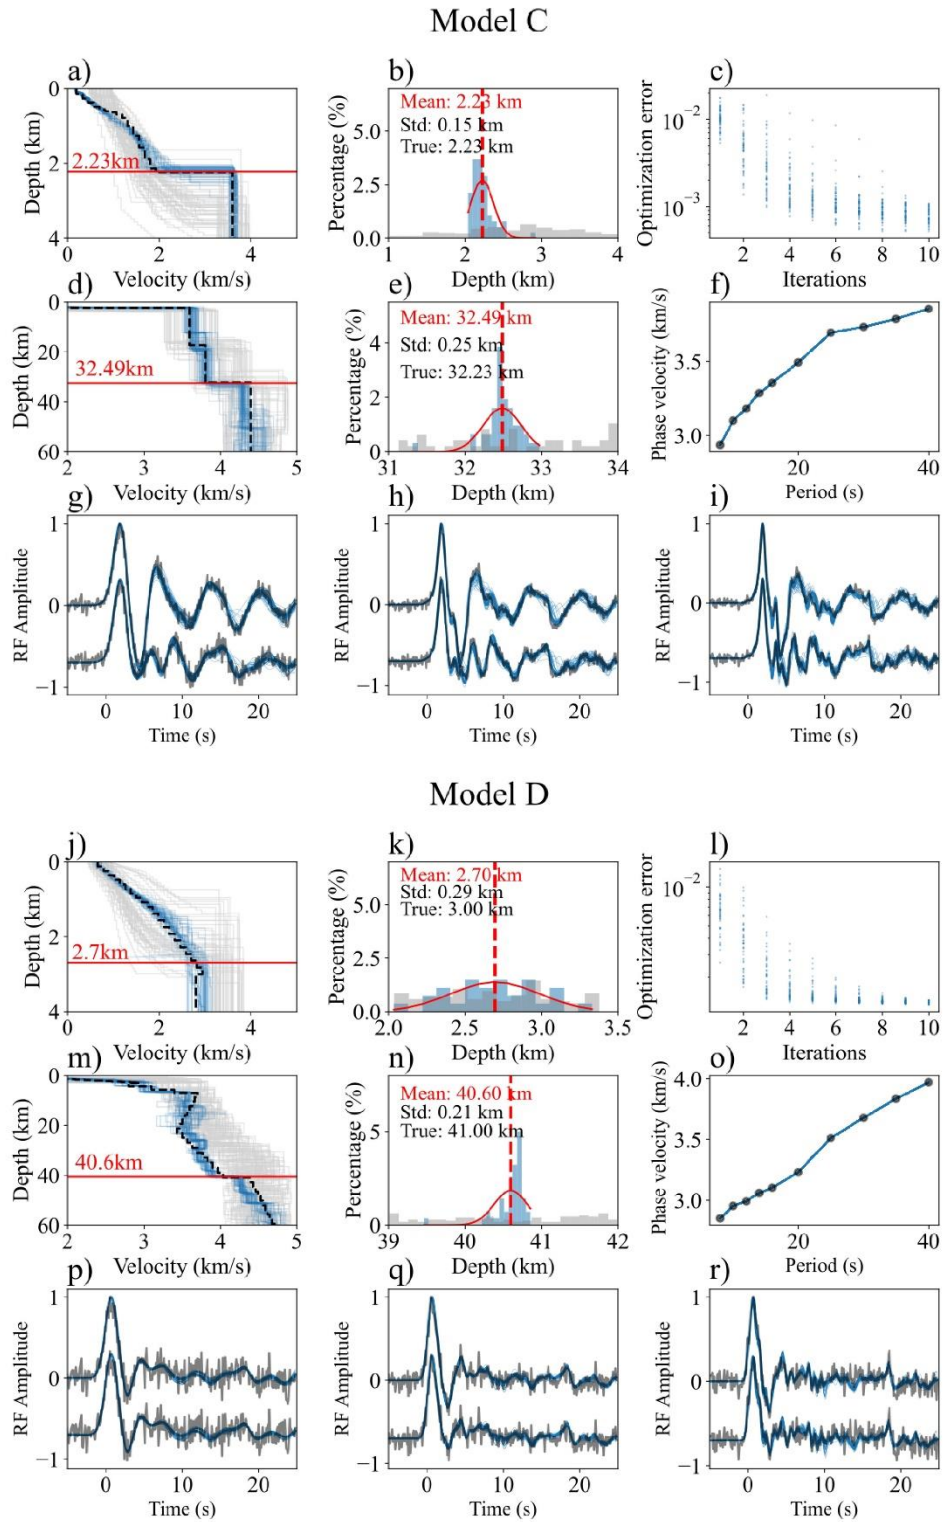 Model C
a)
b)
c)
0
2
4
Depth (km)
2.23km
0
2
4
Velocity (km/s)
Percentage (%)
5.0
2.5
0.0
Mean: 2.23 km
Std: 0.15 km
True: 2.23 km
1
2
3
4
Depth (km)
Optimization error
10⁻²
10⁻³
2
4
6
8
10
Iterations
d)
e)
f)
0
20
40
60
Depth (km)
32.49km
2
3
4
5
Velocity (km/s)
Percentage (%)
4
2
0
Mean: 32.49 km
Std: 0.25 km
True: 32.23 km
31
32
33
34
Depth (km)
Phase velocity (km/s)
3.5
3.0
20
40
Period (s)
g)
h)
i)
RF Amplitude
1
0
−1
0
10
20
Time (s)
RF Amplitude
1
0
−1
0
10
20
Time (s)
RF Amplitude
1
0
−1
0
10
20
Time (s)
Model D
j)
k)
l)
0
2
4
Depth (km)
2.7km
0
2
4
Velocity (km/s)
Percentage (%)
5.0
2.5
0.0
Mean: 2.70 km
Std: 0.29 km
True: 3.00 km
2.0
2.5
3.0
3.5
Depth (km)
Optimization error
10⁻²
2
4
6
8
10
Iterations
m)
n)
o)
0
20
40
60
Depth (km)
40.6km
2
3
4
5
Velocity (km/s)
Percentage (%)
5
0
Mean: 40.60 km
Std: 0.21 km
True: 41.00 km
39
40
41
42
Depth (km)
Phase velocity (km/s)
4.0
3.5
3.0
20
40
Period (s)
p)
q)
r)
RF Amplitude
1
0
−1
0
10
20
Time (s)
RF Amplitude
1
0
−1
0
10
20
Time (s)
RF Amplitude
1
0
−1
0
10
20
Time (s)